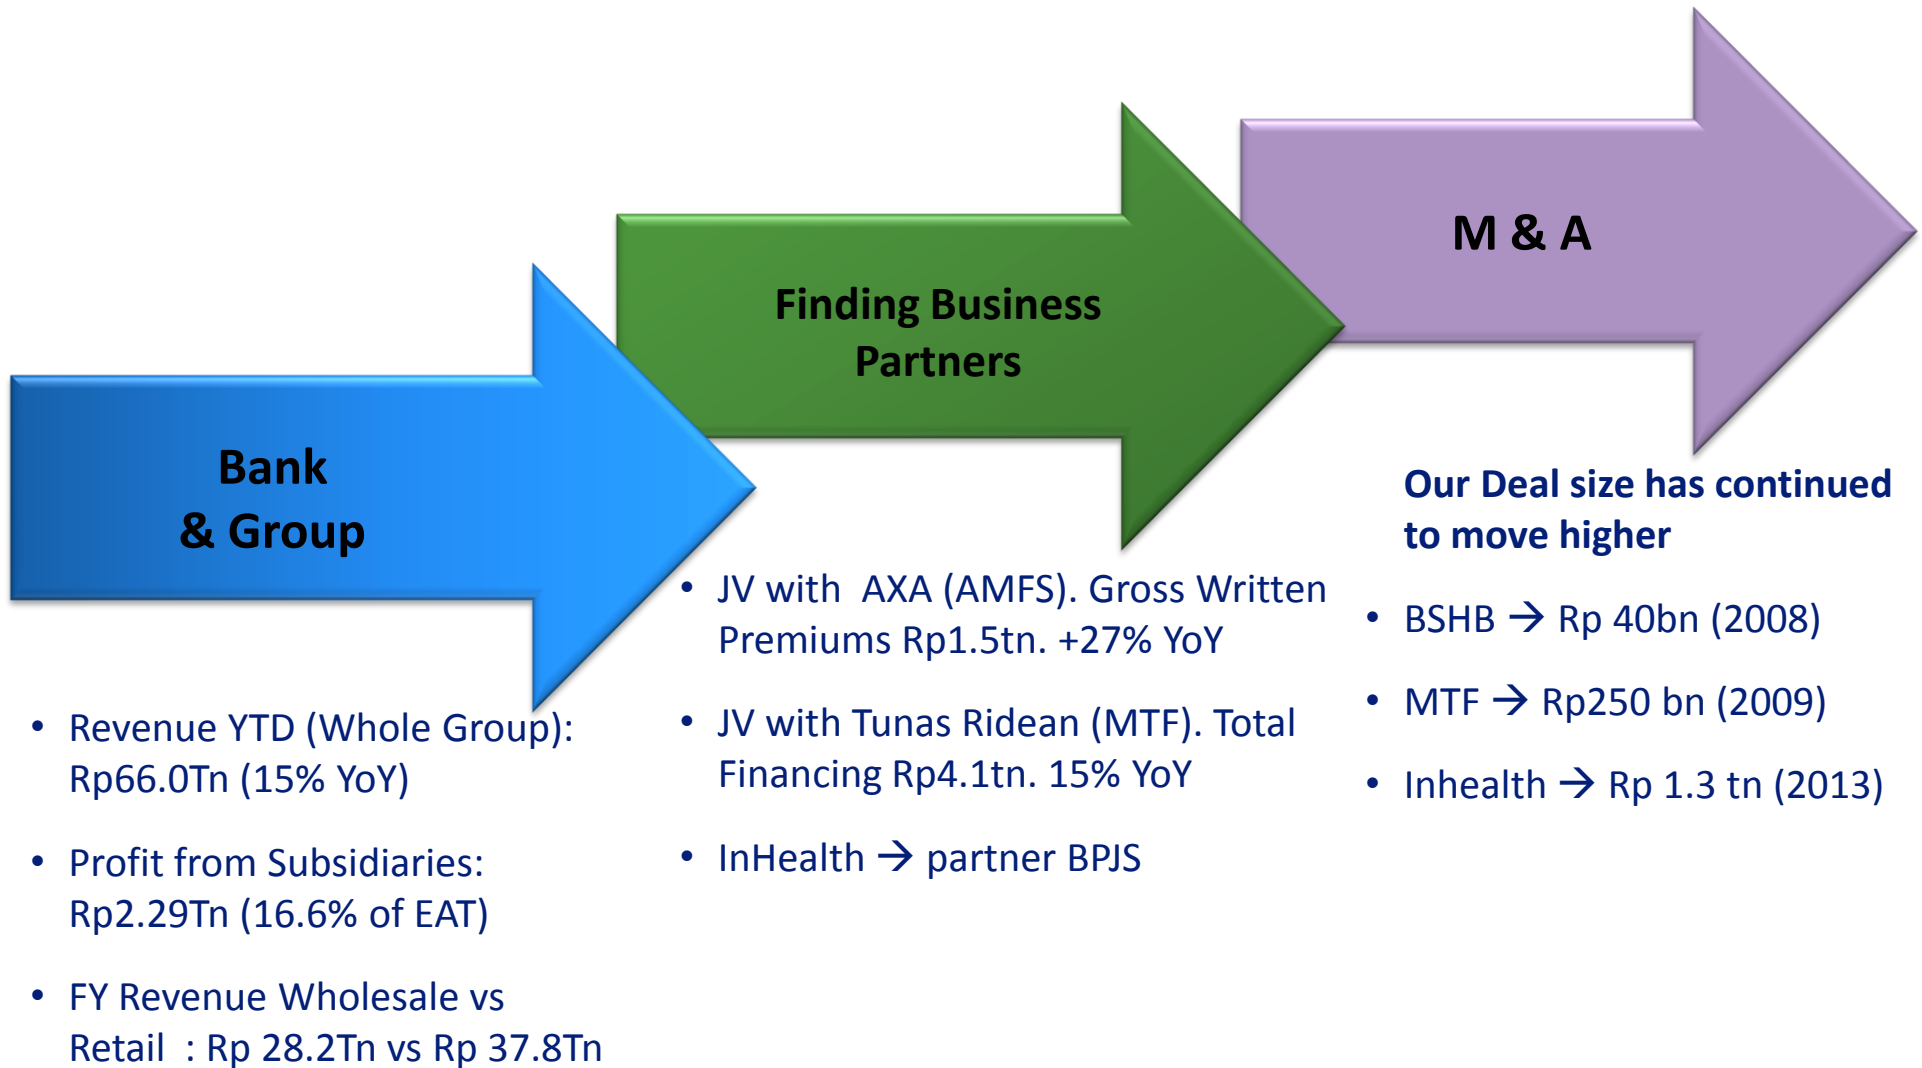 Bank
& Group
• Revenue YTD (Whole Group):
Rp66.0Tn (15% YoY)
• Profit from Subsidiaries:
Rp2.29Tn (16.6% of EAT)
• FY Revenue Wholesale vs
Retail : Rp 28.2Tn vs Rp 37.8Tn
Finding Business
Partners
• JV with AXA (AMFS). Gross Written
Premiums Rp1.5tn. +27% YoY
• JV with Tunas Ridean (MTF). Total
Financing Rp4.1tn. 15% YoY
• InHealth → partner BPJS
M & A
Our Deal size has continued
to move higher
• BSHB → Rp 40bn (2008)
• MTF → Rp250 bn (2009)
• Inhealth → Rp 1.3 tn (2013)